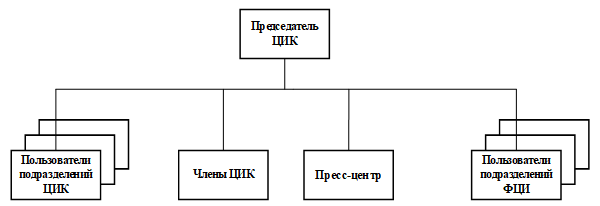 Председатель
ЦИК
Пользователи
подразделений
ЦИК
Члены ЦИК
Пресс-центр
Пользователи
подразделений
ФЦИ